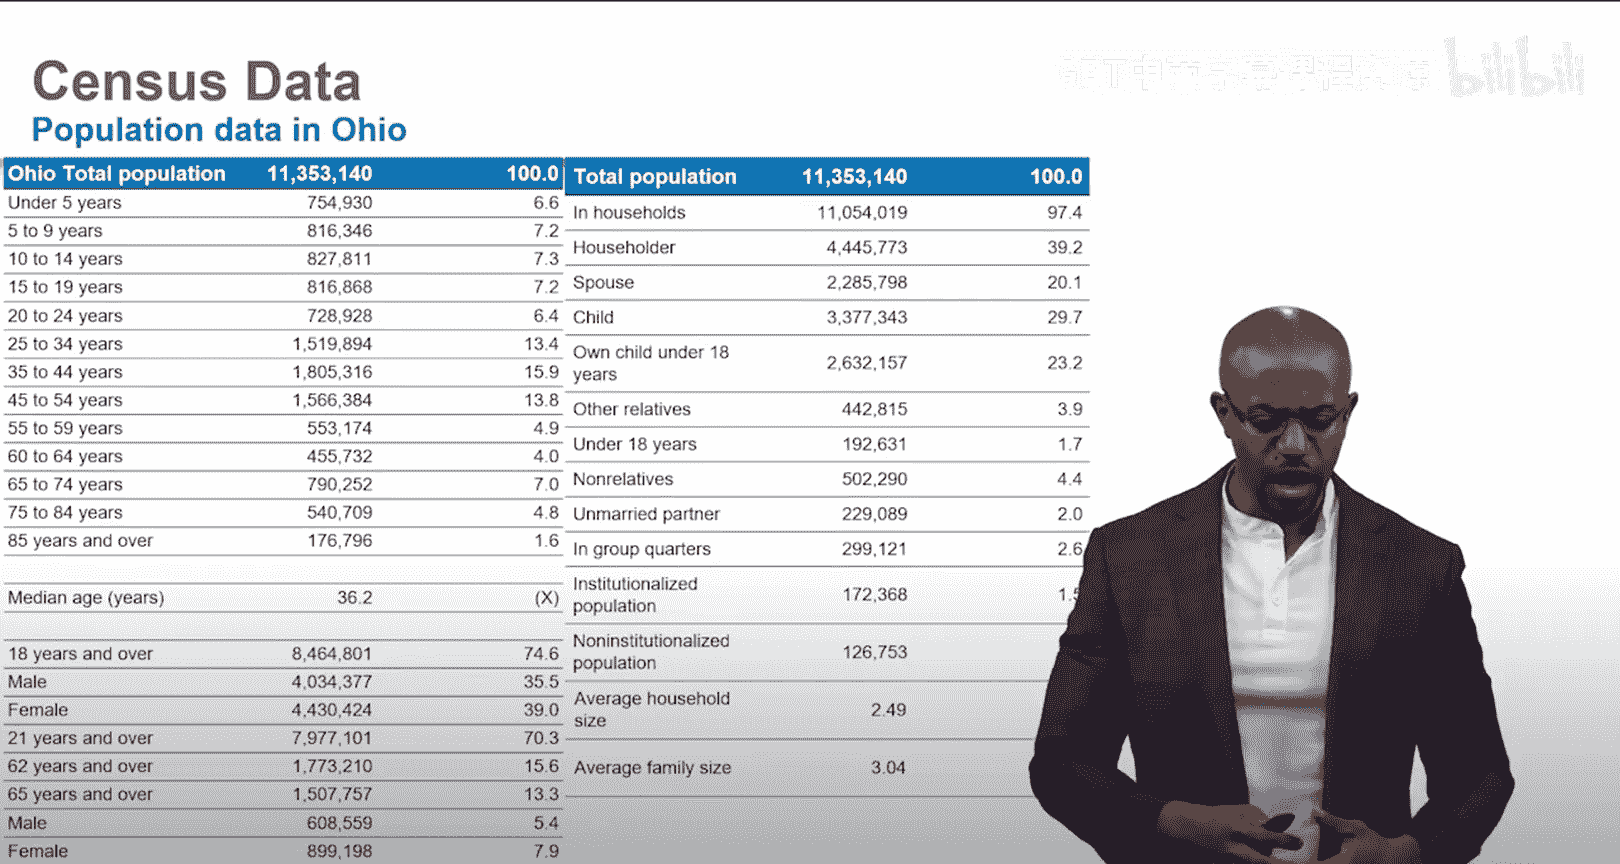 bilibili
Census Data
Population data in Ohio
Ohio Total population 11,353,140 100.0
Under 5 years 754,930 6.6
5 to 9 years 816,346 7.2
10 to 14 years 827,811 7.3
15 to 19 years 816,868 7.2
20 to 24 years 728,928 6.4
25 to 34 years 1,519,894 13.4
35 to 44 years 1,805,316 15.9
45 to 54 years 1,566,384 13.8
55 to 59 years 553,174 4.9
60 to 64 years 455,732 4.0
65 to 74 years 790,252 7.0
75 to 84 years 540,709 4.8
85 years and over 176,796 1.6
Median age (years) 36.2 (X)
18 years and over 8,464,801 74.6
Male 4,034,377 35.5
Female 4,430,424 39.0
21 years and over 7,977,101 70.3
62 years and over 1,773,210 15.6
65 years and over 1,507,757 13.3
Male 608,559 5.4
Female 899,198 7.9
Total population 11,353,140 100.0
In households 11,054,019 97.4
Householder 4,445,773 39.2
Spouse 2,285,798 20.1
Child 3,377,343 29.7
Own child under 18
years 2,632,157 23.2
Other relatives 442,815 3.9
Under 18 years 192,631 1.7
Nonrelatives 502,290 4.4
Unmarried partner 229,089 2.0
In group quarters 299,121 2.6
Institutionalized
population 172,368 1.5
Noninstitutionalized
population 126,753
Average household
size 2.49
Average family size 3.04